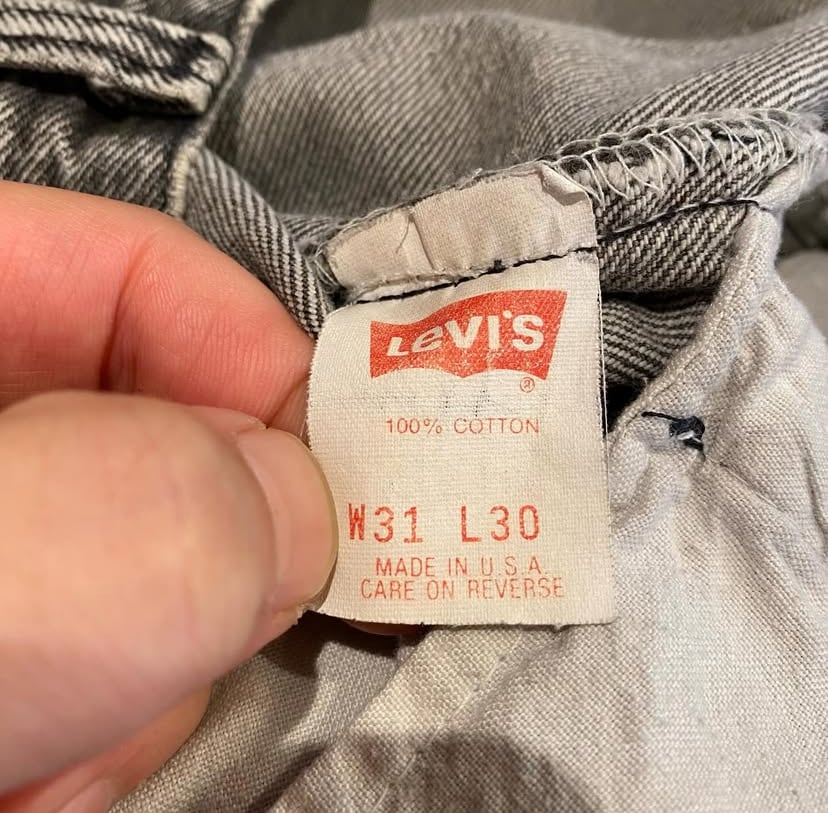 LeVI'S
®
100% COTTON
W31 L30
MADE IN U.S.A.
CARE ON REVERSE